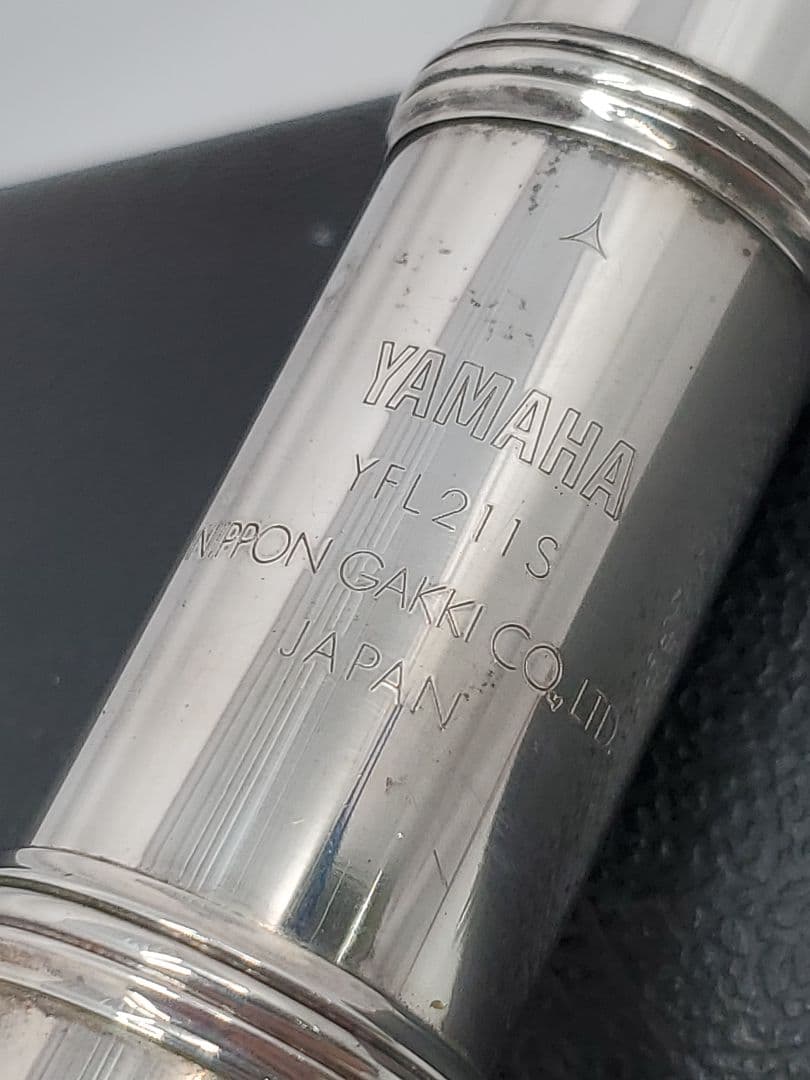 YAMAHA
YFL211S
NIPPON GAKKI CO., LTD.
JAPAN